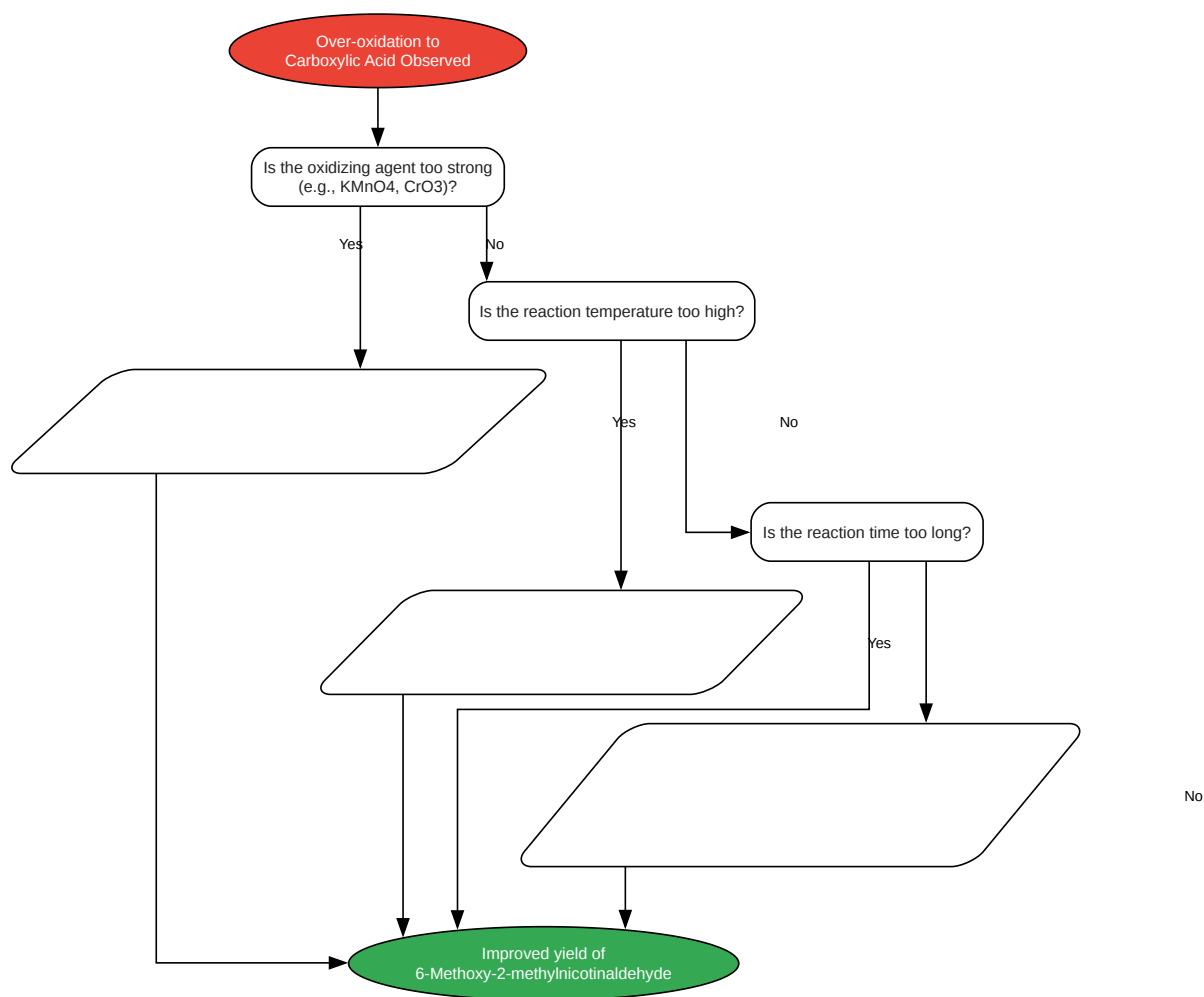 Over-oxidation to
Carboxylic Acid Observed
Is the oxidizing agent too strong
(e.g., KMnO4, CrO3)?
Yes
No
Is the reaction temperature too high?
Yes
No
Is the reaction time too long?
Yes
No
Improved yield of
6-Methoxy-2-methylnicotinaldehyde